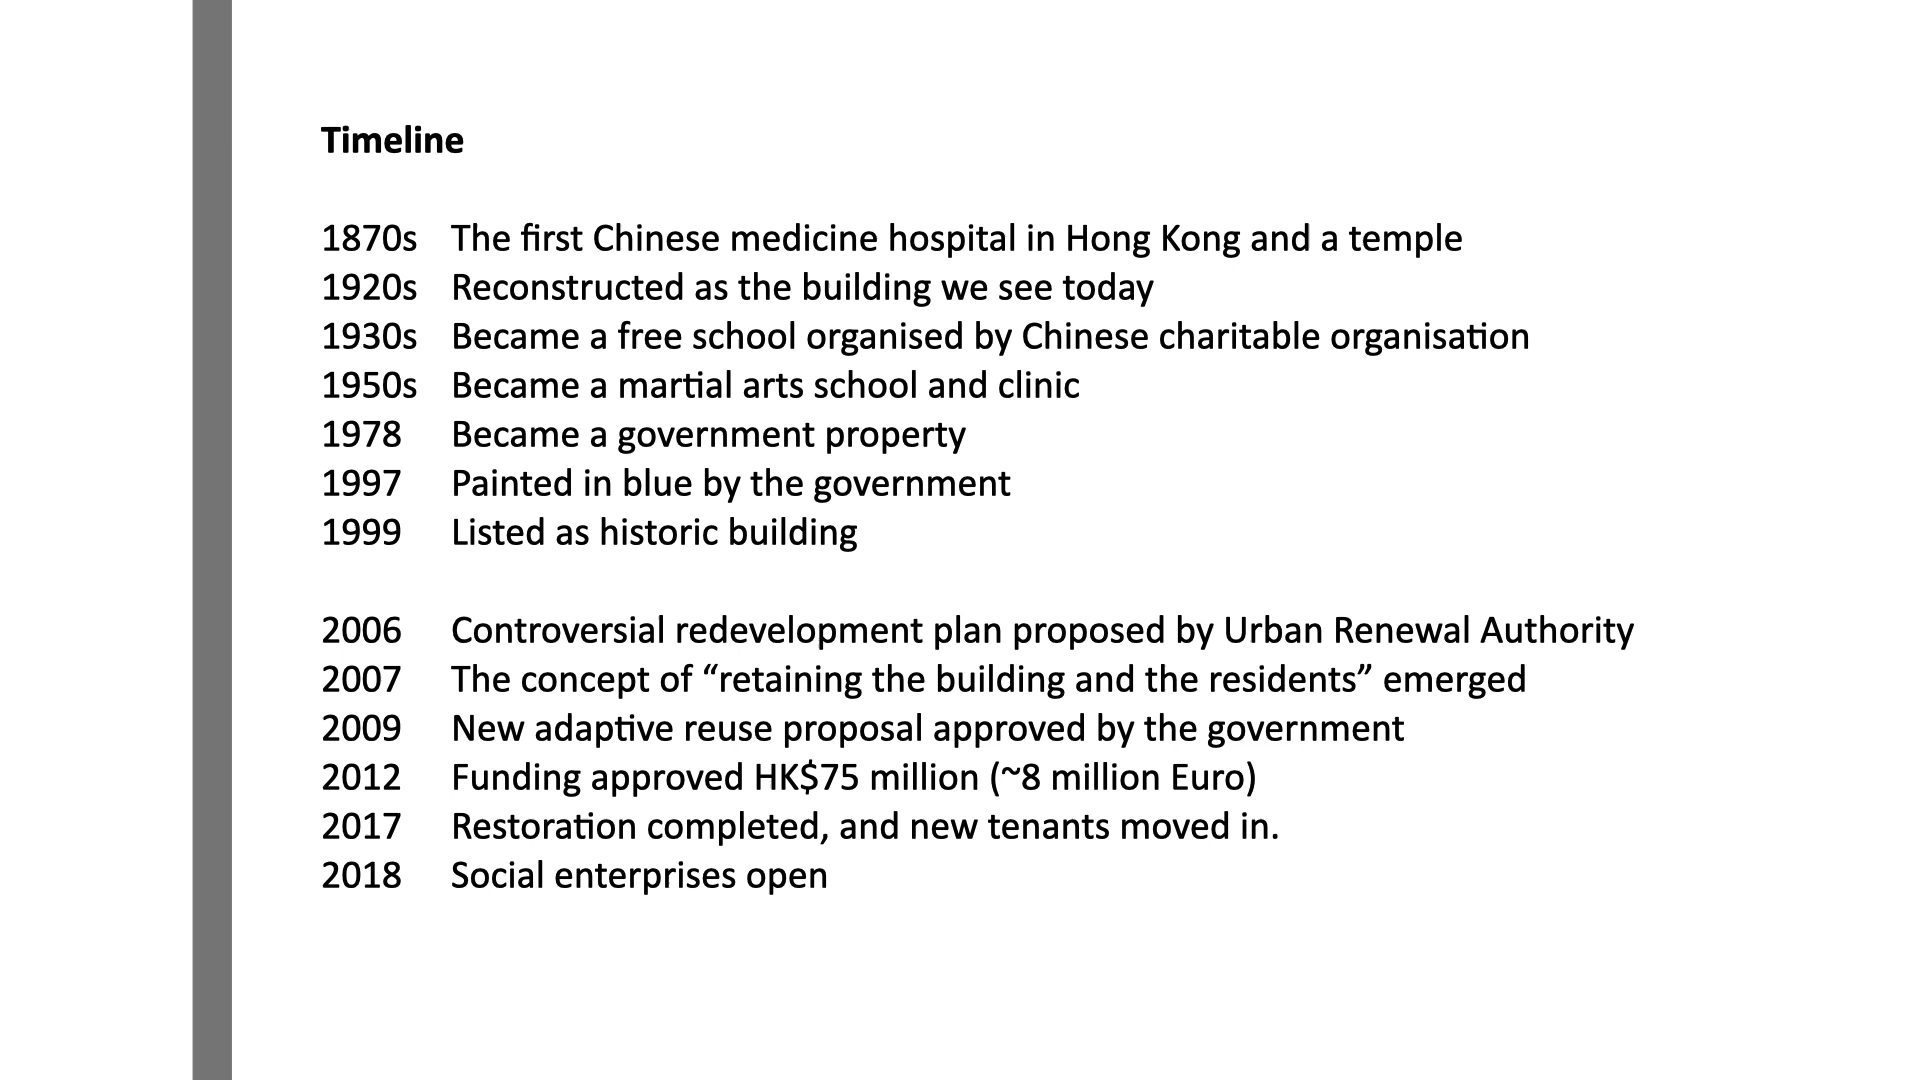 Timeline
1870s The first Chinese medicine hospital in Hong Kong and a temple
1920s Reconstructed as the building we see today
1930s Became a free school organised by Chinese charitable organisation
1950s Became a martial arts school and clinic
1978 Became a government property
1997 Painted in blue by the government
1999 Listed as historic building
2006 Controversial redevelopment plan proposed by Urban Renewal Authority
2007 The concept of “retaining the building and the residents” emerged
2009 New adaptive reuse proposal approved by the government
2012 Funding approved HK$75 million (~8 million Euro)
2017 Restoration completed, and new tenants moved in.
2018 Social enterprises open